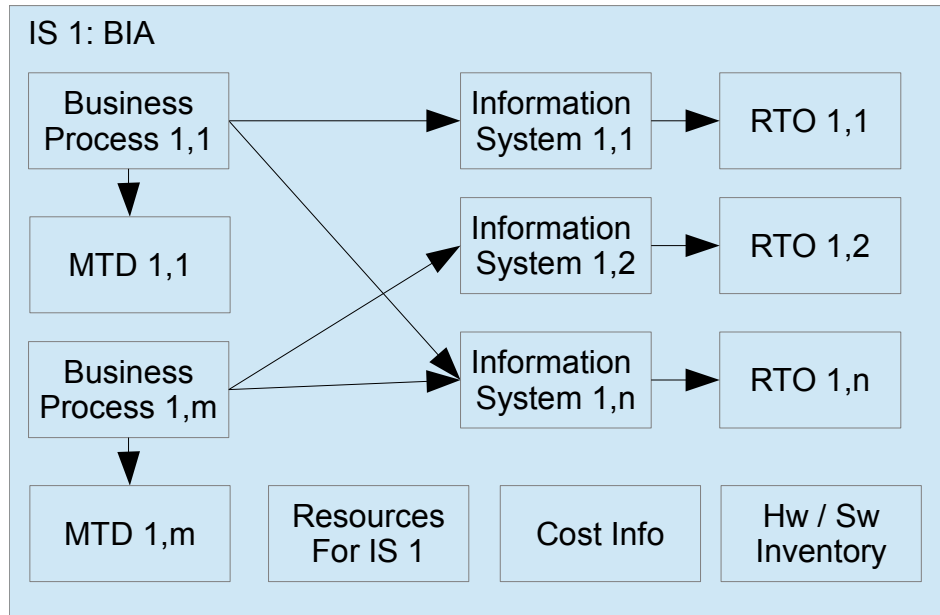 IS 1: BIA
Business
Process 1,1
Information
System 1,1
RTO 1,1
MTD 1,1
Information
System 1,2
RTO 1,2
Business
Process 1,m
Information
System 1,n
RTO 1,n
MTD 1,m
Resources
For IS 1
Cost Info
Hw / Sw
Inventory